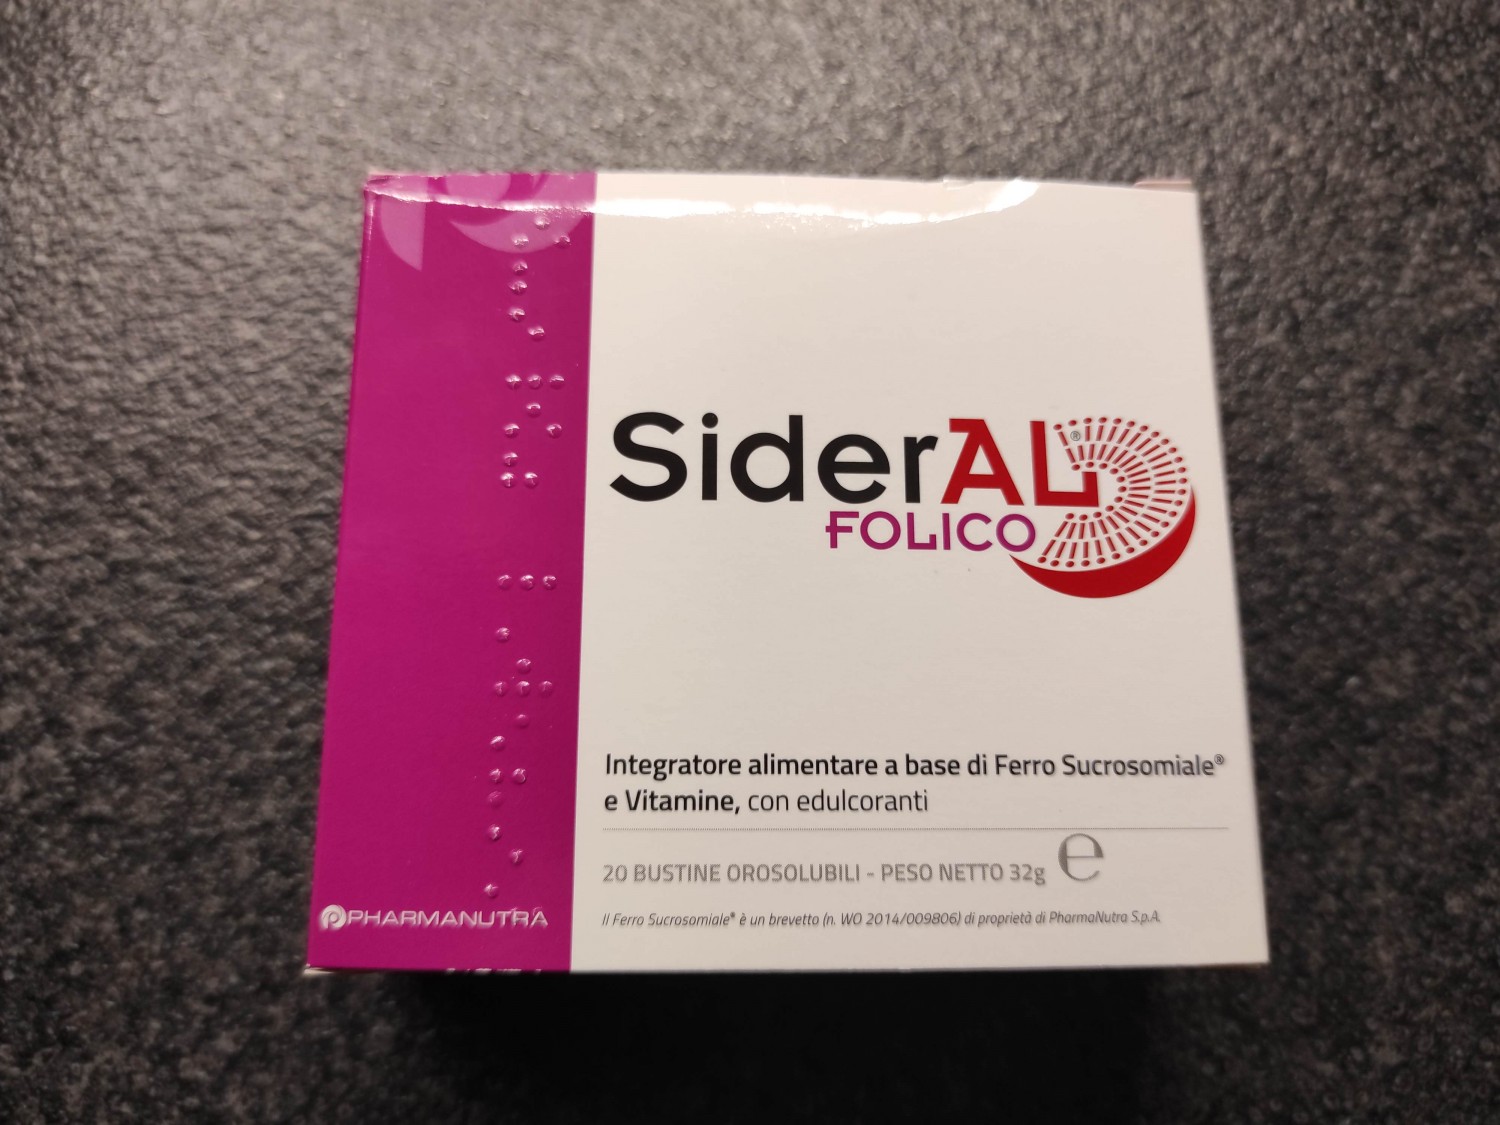 SiderAL®
FOLICO
Integratore alimentare a base di Ferro Sucrosomiale®
e Vitamine, con edulcoranti
20 BUSTINE OROSOLUBILI - PESO NETTO 32g ℮
Il Ferro Sucrosomiale® è un brevetto (n. WO 2014/009806) di proprietà di PharmaNutra S.p.A.
PHARMANUTRA